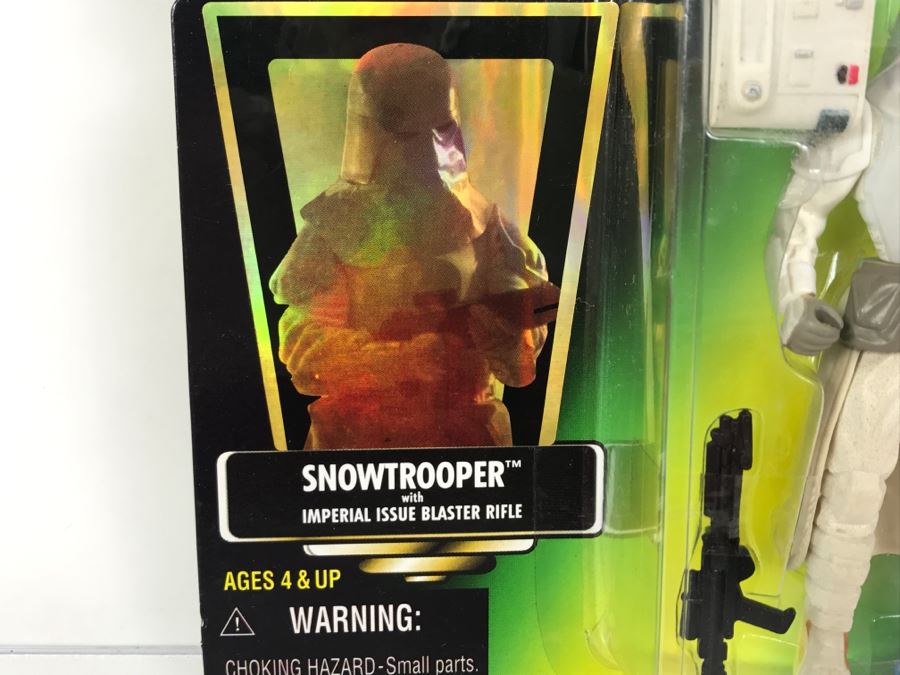 SNOWTROOPER™
with
IMPERIAL ISSUE BLASTER RIFLE
AGES 4 & UP
WARNING:
CHOKING HAZARD-Small parts.